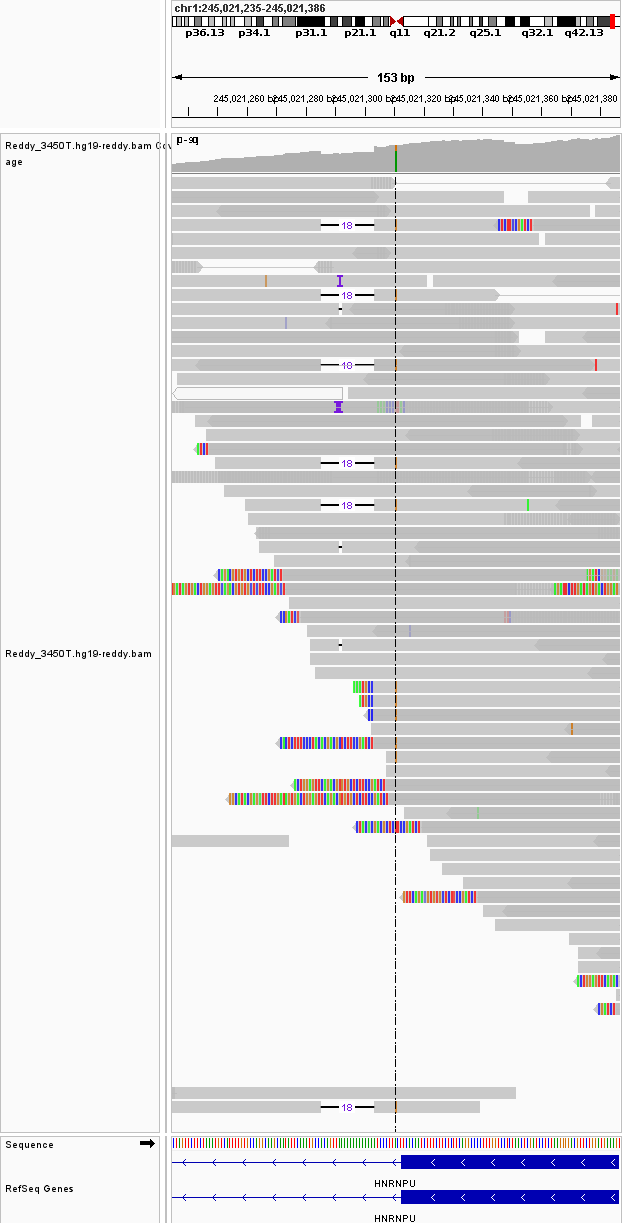 chr1:245,021,235-245,021,386
p36.13 p34.1 p31.1 p21.1 q11 q21.2 q25.1 q32.1 q42.13
153 bp
245,021,260 bp 245,021,280 bp 245,021,300 bp 245,021,320 bp 245,021,340 bp 245,021,360 bp 245,021,380
Reddy_3450T.hg19-reddy.bam Cov
age
18
18
18
18
18
Reddy_3450T.hg19-reddy.bam
18
Sequence
HNRNPU
RefSeq Genes
HNRNPU